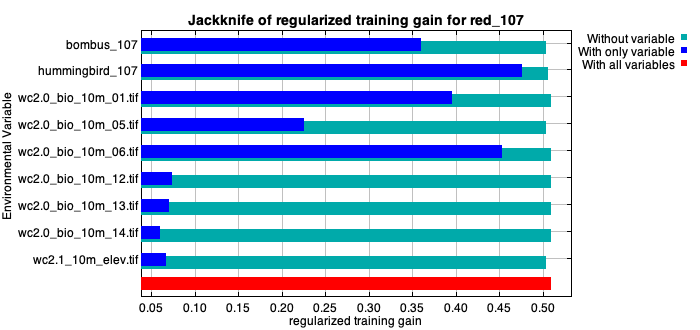 Jackknife of regularized training gain for red_107
Without variable
With only variable
With all variables
Environmental Variable
bombus_107
hummingbird_107
wc2.0_bio_10m_01.tif
wc2.0_bio_10m_05.tif
wc2.0_bio_10m_06.tif
wc2.0_bio_10m_12.tif
wc2.0_bio_10m_13.tif
wc2.0_bio_10m_14.tif
wc2.1_10m_elev.tif
0.05 0.10 0.15 0.20 0.25 0.30 0.35 0.40 0.45 0.50
regularized training gain